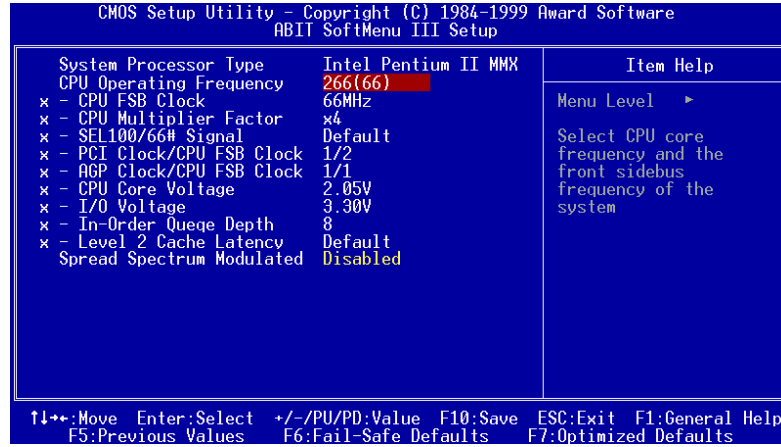 CMOS Setup Utility - Copyright (C) 1984-1999 Award Software
ABIT SoftMenu III Setup
System Processor Type Intel Pentium II MMX
CPU Operating Frequency 266(66)
x - CPU FSB Clock 66MHz
x - CPU Multiplier Factor x4
x - SEL100/66# Signal Default
x - PCI Clock/CPU FSB Clock 1/2
x - AGP Clock/CPU FSB Clock 1/1
x - CPU Core Voltage 2.05V
x - I/O Voltage 3.30V
x - In-Order Queqe Depth 8
x - Level 2 Cache Latency Default
Spread Spectrum Modulated Disabled
Item Help
Menu Level ►
Select CPU core
frequency and the
front sidebus
frequency of the
system
↑↓→←:Move Enter:Select +/-/PU/PD:Value F10:Save ESC:Exit F1:General Help
F5:Previous Values F6:Fail-Safe Defaults F7:Optimized Defaults